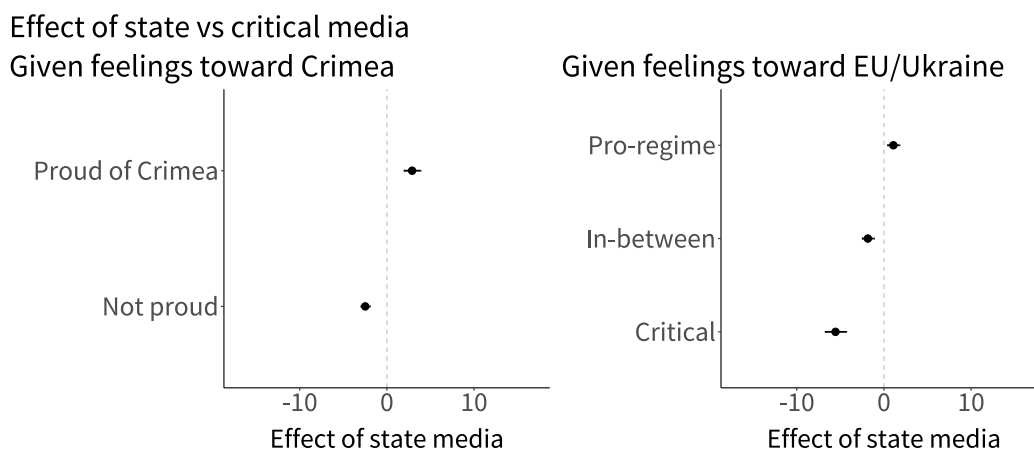 Effect of state vs critical media
Given feelings toward Crimea
Proud of Crimea
Not proud
-10 0 10
Effect of state media
Given feelings toward EU/Ukraine
Pro-regime
In-between
Critical
-10 0 10
Effect of state media